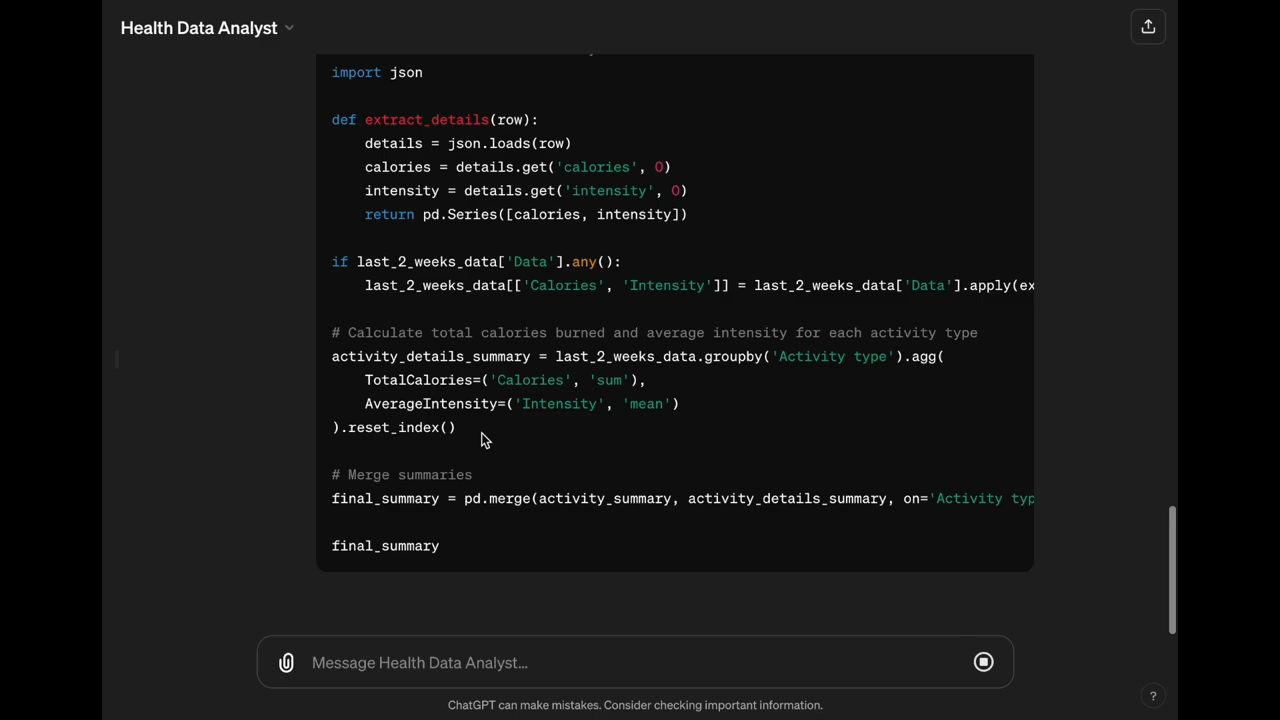 Health Data Analyst
import json
def extract_details(row):
details = json.loads(row)
calories = details.get('calories', 0)
intensity = details.get('intensity', 0)
return pd.Series([calories, intensity])
if last_2_weeks_data['Data'].any():
last_2_weeks_data[['Calories', 'Intensity']] = last_2_weeks_data['Data'].apply(ex
# Calculate total calories burned and average intensity for each activity type
activity_details_summary = last_2_weeks_data.groupby('Activity type').agg(
TotalCalories=('Calories', 'sum'),
AverageIntensity=('Intensity', 'mean')
).reset_index()
# Merge summaries
final_summary = pd.merge(activity_summary, activity_details_summary, on='Activity typ
final_summary
Message Health Data Analyst...
ChatGPT can make mistakes. Consider checking important information.
?